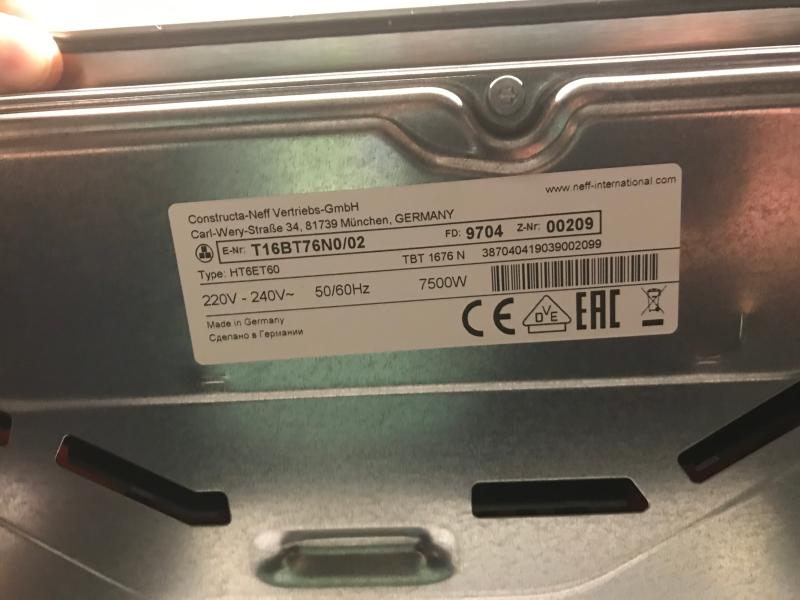 www.neff-international.com
Constructa-Neff Vertriebs-GmbH
Carl-Wery-Straße 34, 81739 München, GERMANY
E-Nr: T16BT76N0/02 FD: 9704 Z-Nr: 00209
Type: HT6ET60 TBT 1676 N 387040419039002099
220V - 240V~ 50/60Hz 7500W
Made in Germany
Сделано в Германии
CE DVE EAC